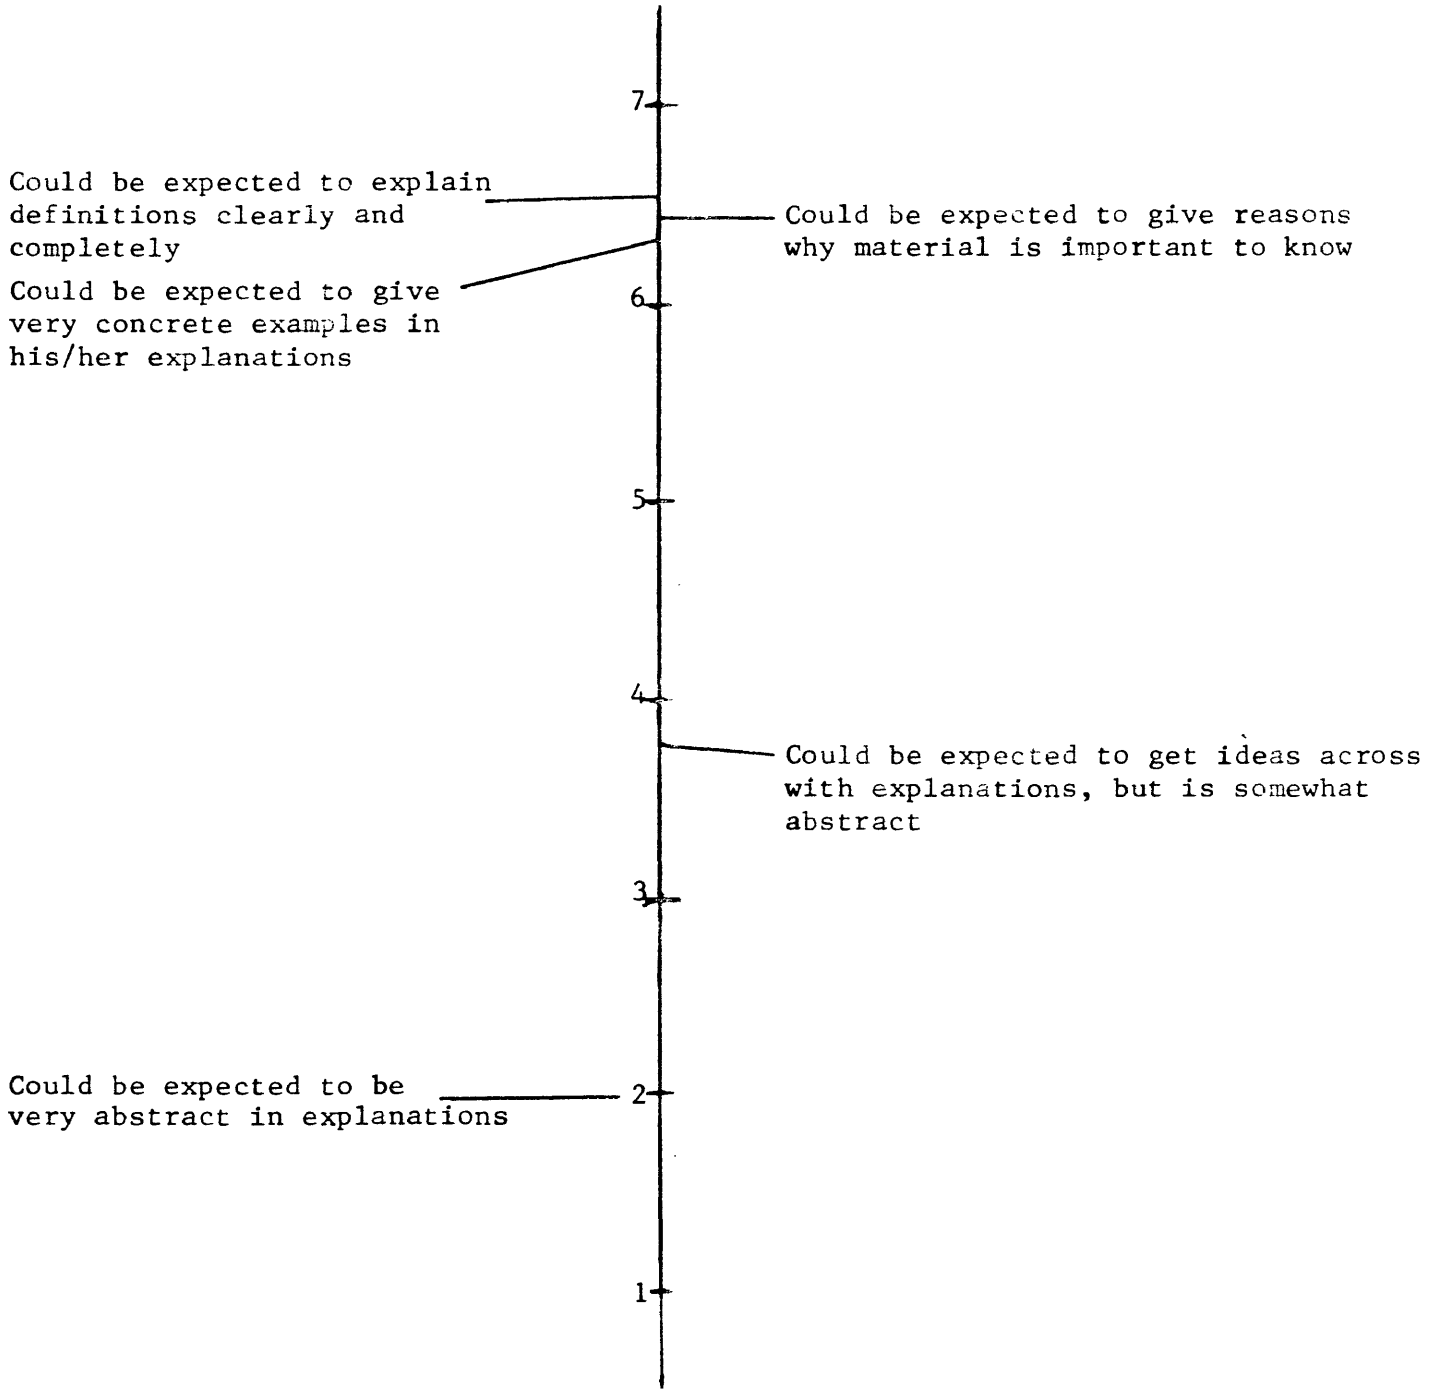 7
Could be expected to explain
definitions clearly and
completely
Could be expected to give reasons
why material is important to know
Could be expected to give
very concrete examples in
his/her explanations
6
5
4
Could be expected to get ideas across
with explanations, but is somewhat
abstract
3
Could be expected to be
very abstract in explanations
2
1